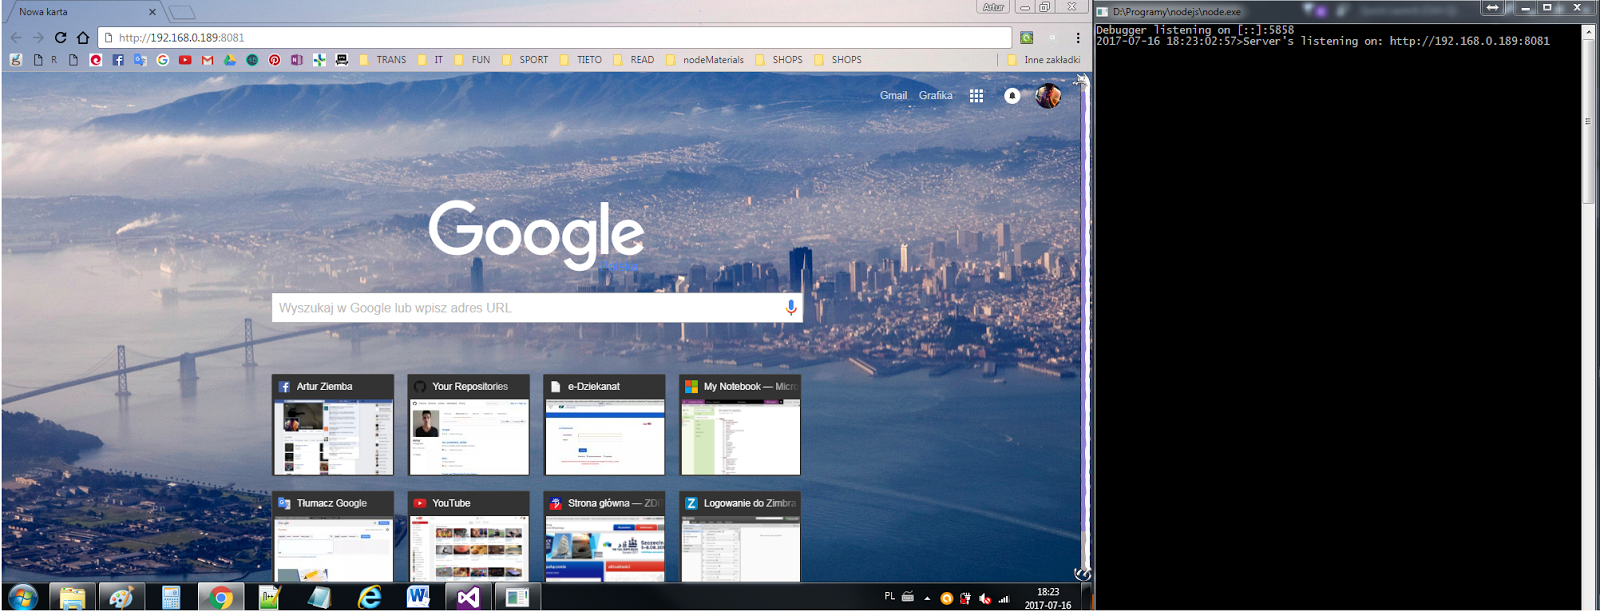 Nowa karta
Artur
http://192.168.0.189:8081
R
TRANS
IT
FUN
SPORT
TIETO
READ
nodeMaterials
SHOPS
SHOPS
Inne zakładki
Gmail
Grafika
Google
Wyszukaj w Google lub wpisz adres URL
Artur Ziemba
Your Repositories
e-Dziekanat
My Notebook — Micro
Tłumacz Google
YouTube
Strona główna — ZDi
Logowanie do Zimbra
PL
18:23
2017-07-16
D:\Programy\nodejs\node.exe
Debugger listening on [::]:5858
2017-07-16 18:23:02:57>Server's listening on: http://192.168.0.189:8081